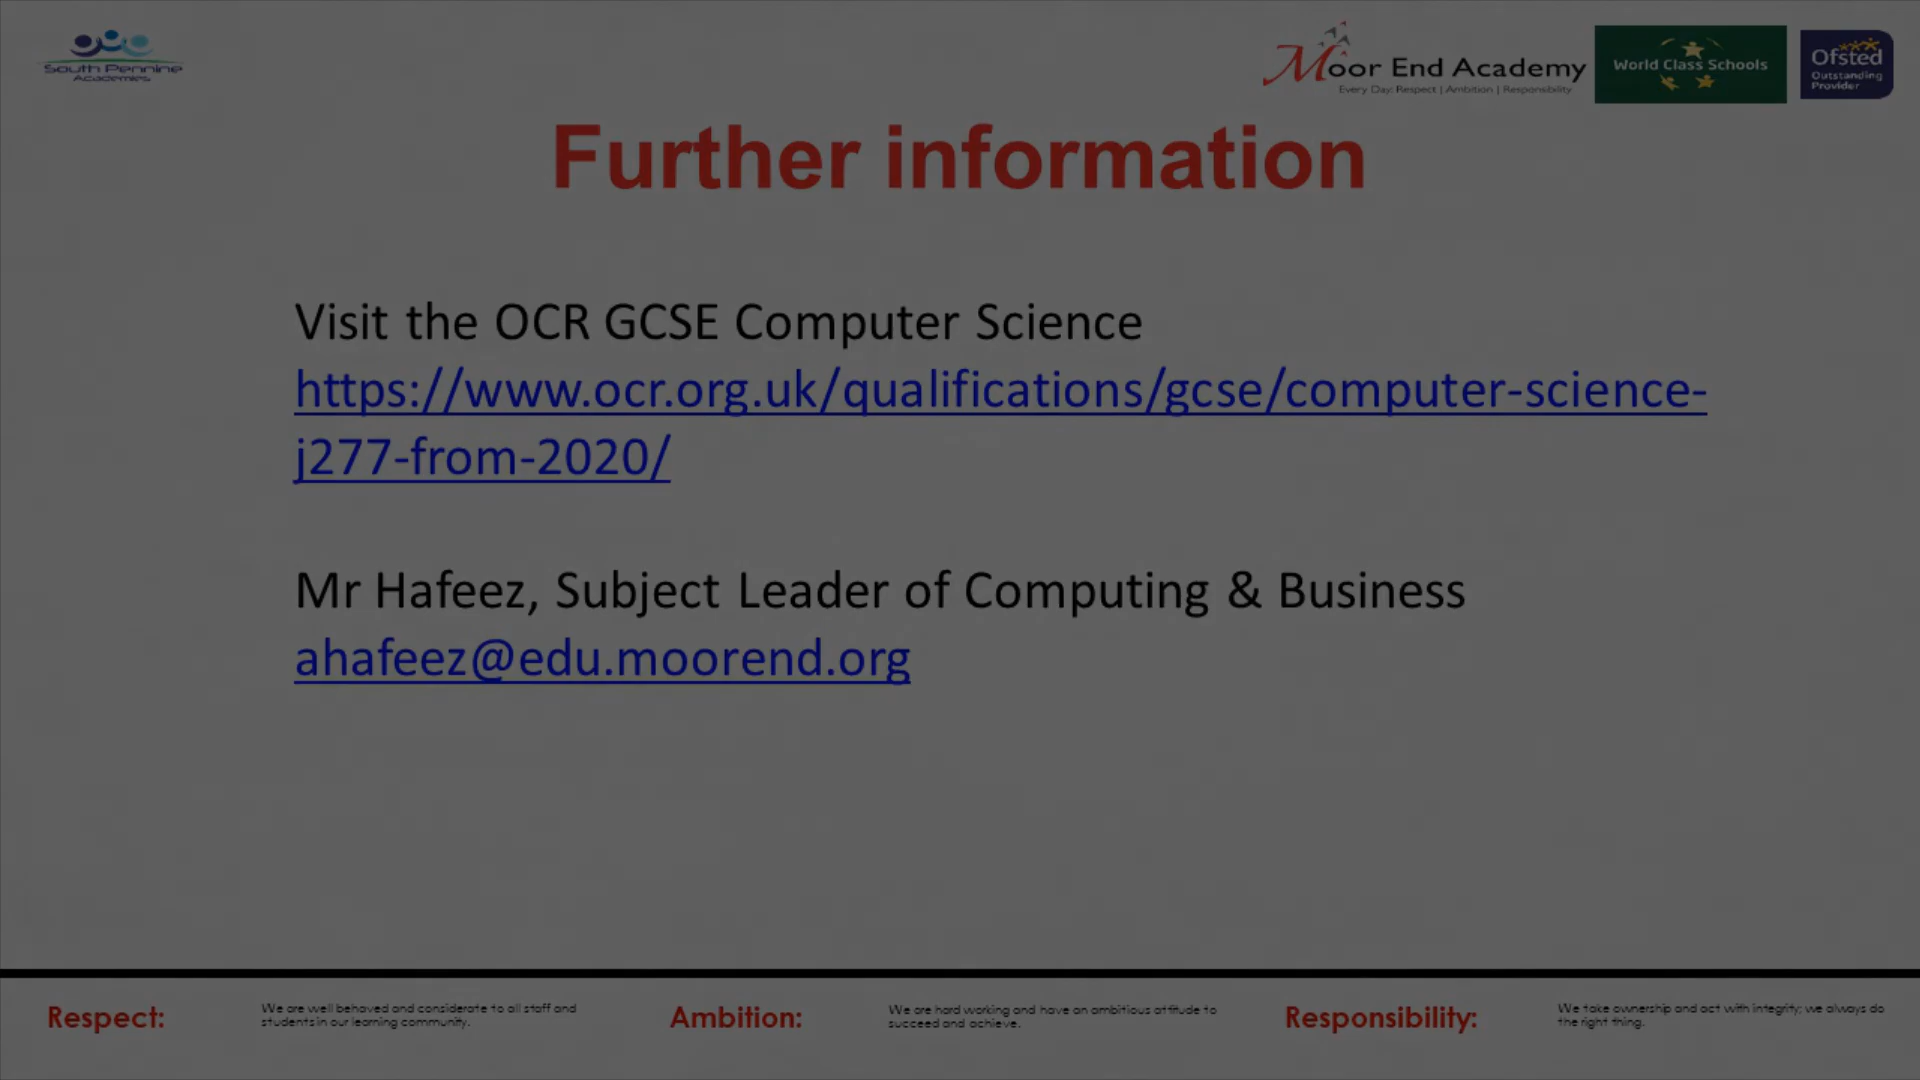 South Pennine
Academies
Moor End Academy
Every Day: Respect | Ambition | Responsibility
World Class Schools
Ofsted
Outstanding
Provider
Further information
Visit the OCR GCSE Computer Science
https://www.ocr.org.uk/qualifications/gcse/computer-science-
j277-from-2020/
Mr Hafeez, Subject Leader of Computing & Business
ahafeez@edu.moorend.org
Respect:
We are well behaved and considerate to all staff and
students in our learning community.
Ambition:
We are hard working and have an ambitious attitude to
succeed and achieve.
Responsibility:
We take ownership and act with integrity; we always do
the right thing.